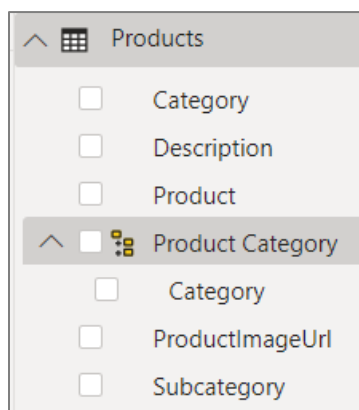 Products
Category
Description
Product
Product Category
Category
ProductImageUrl
Subcategory